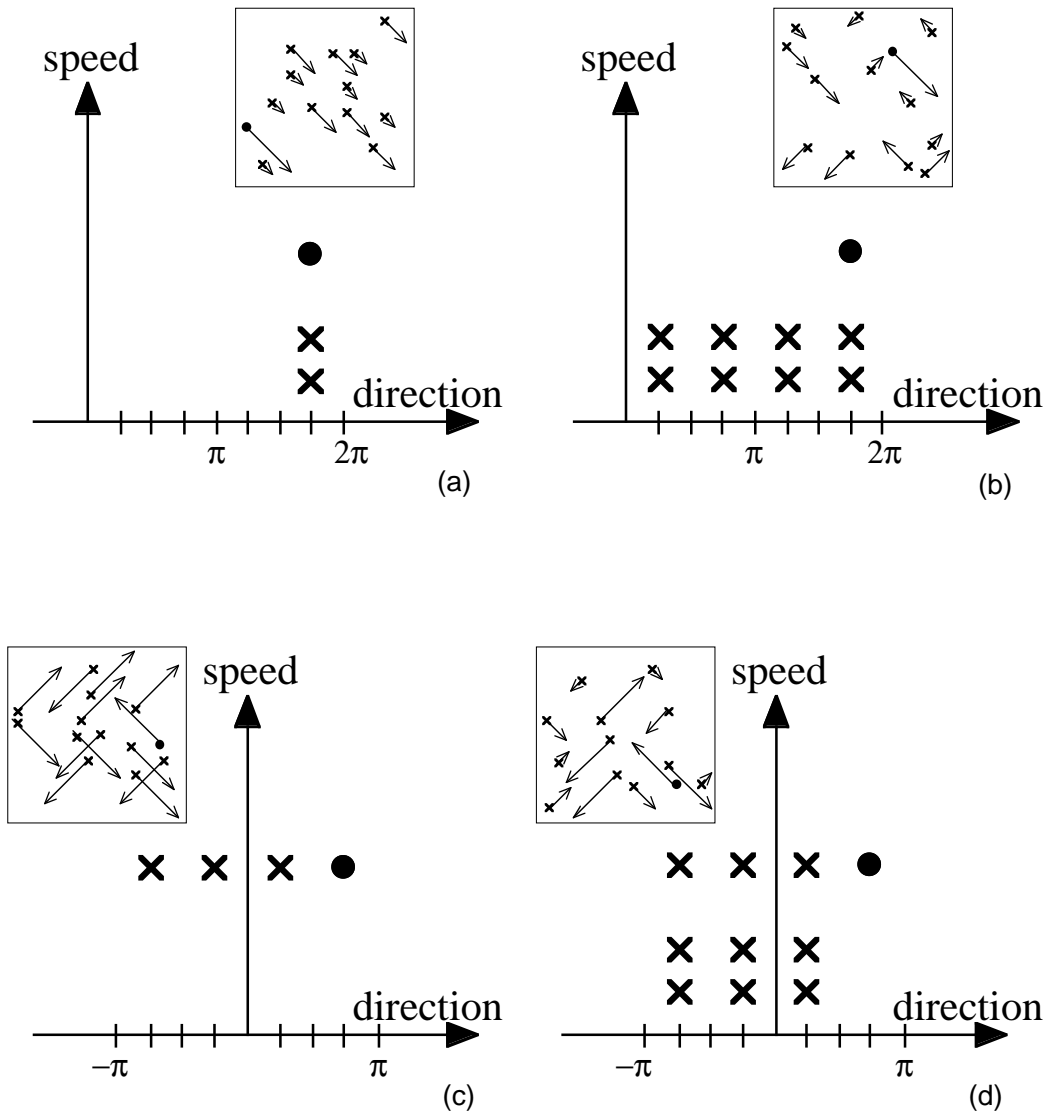 speed
direction
π 2π
(a)
speed
direction
π 2π
(b)
speed
direction
−π π
(c)
speed
direction
−π π
(d)